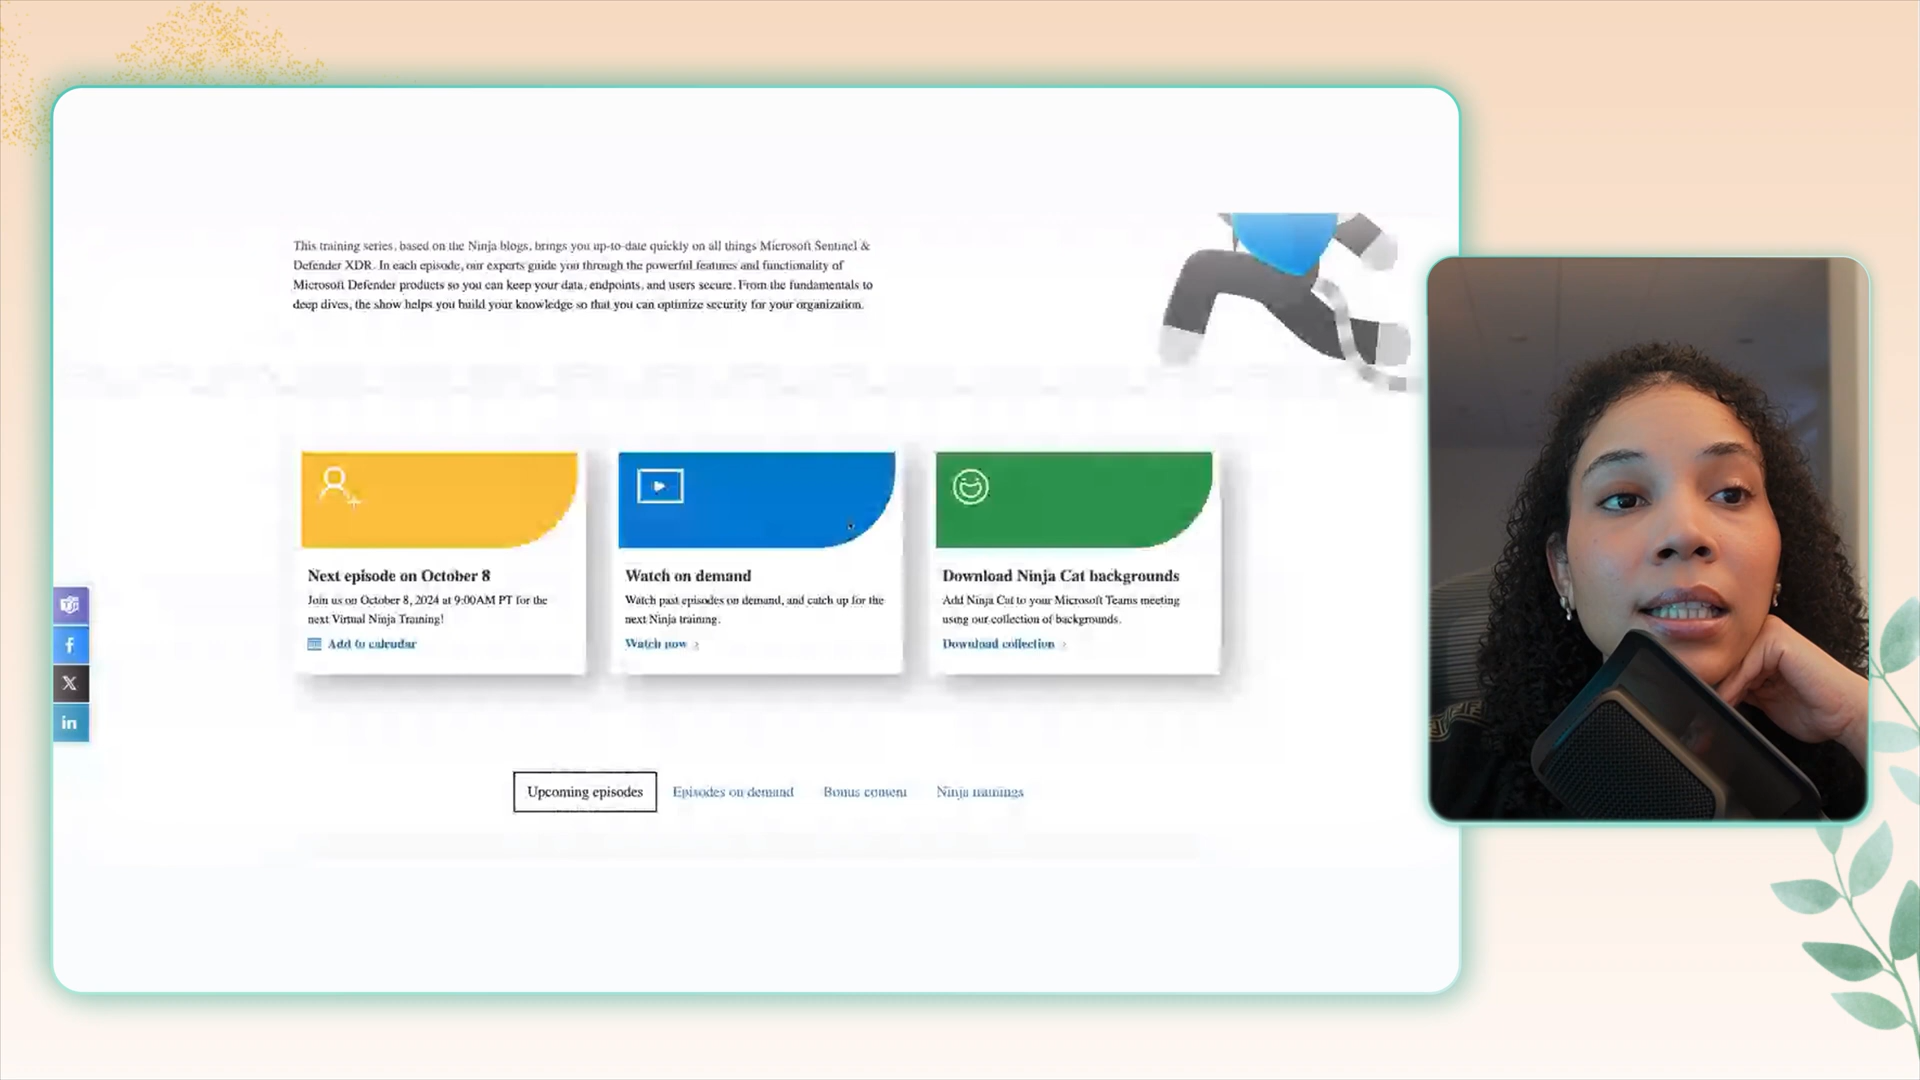 This training series, based on the Ninja blogs, brings you up-to-date quickly on all things Microsoft Sentinel &
Defender XDR. In each episode, our experts guide you through the powerful features and functionality of
Microsoft Defender products so you can keep your data, endpoints, and users secure. From the fundamentals to
deep dives, the show helps you build your knowledge so that you can optimize security for your organization.
Next episode on October 8
Join us on October 8, 2024 at 9:00AM PT for the
next Virtual Ninja Training!
Add to calendar
Watch on demand
Watch past episodes on demand, and catch up for the
next Ninja training.
Watch now
Download Ninja Cat backgrounds
Add Ninja Cat to your Microsoft Teams meeting
using our collection of backgrounds.
Download collection
Upcoming episodes
Episodes on demand
Bonus content
Ninja trainings